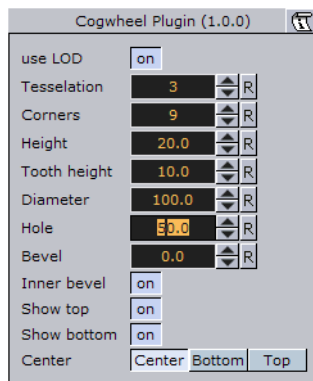 Cogwheel Plugin (1.0.0)
use LOD on
Tesselation 3 R
Corners 9 R
Height 20.0 R
Tooth height 10.0 R
Diameter 100.0 R
Hole 50.0 R
Bevel 0.0 R
Inner bevel on
Show top on
Show bottom on
Center Center Bottom Top